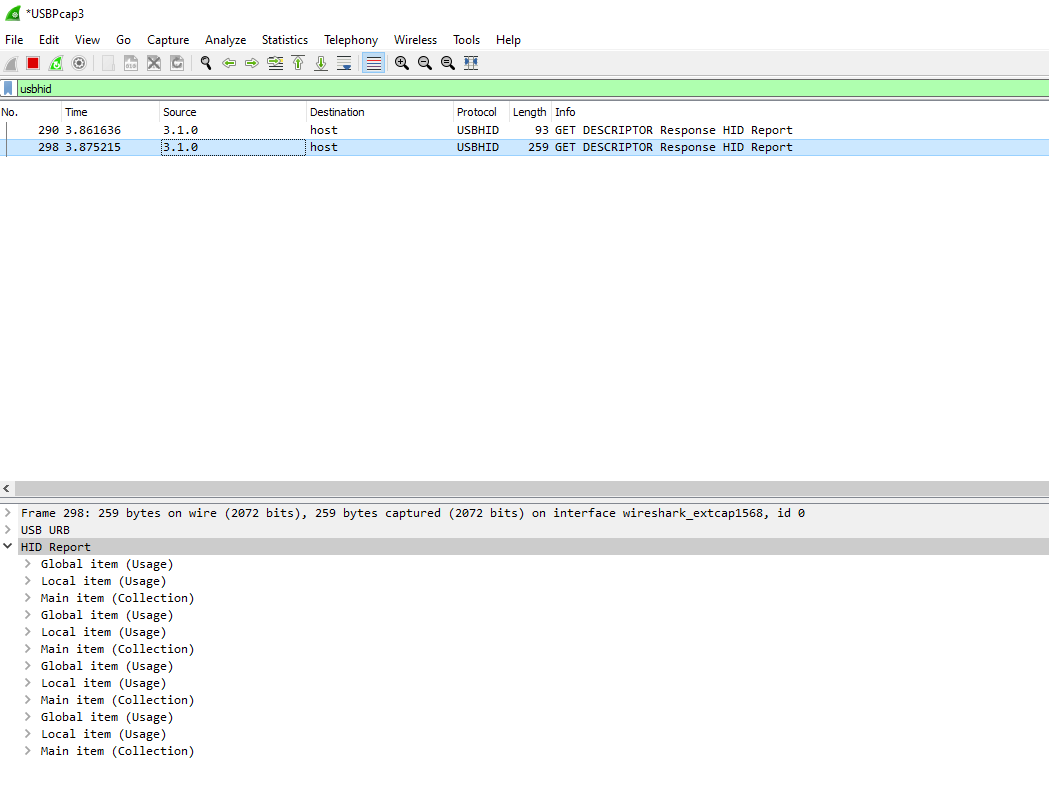 *USBPcap3
File Edit View Go Capture Analyze Statistics Telephony Wireless Tools Help
usbhid
No. Time Source Destination Protocol Length Info
290 3.861636 3.1.0 host USBHID 93 GET DESCRIPTOR Response HID Report
298 3.875215 3.1.0 host USBHID 259 GET DESCRIPTOR Response HID Report
Frame 298: 259 bytes on wire (2072 bits), 259 bytes captured (2072 bits) on interface wireshark_extcap1568, id 0
USB URB
HID Report
Global item (Usage)
Local item (Usage)
Main item (Collection)
Global item (Usage)
Local item (Usage)
Main item (Collection)
Global item (Usage)
Local item (Usage)
Main item (Collection)
Global item (Usage)
Local item (Usage)
Main item (Collection)